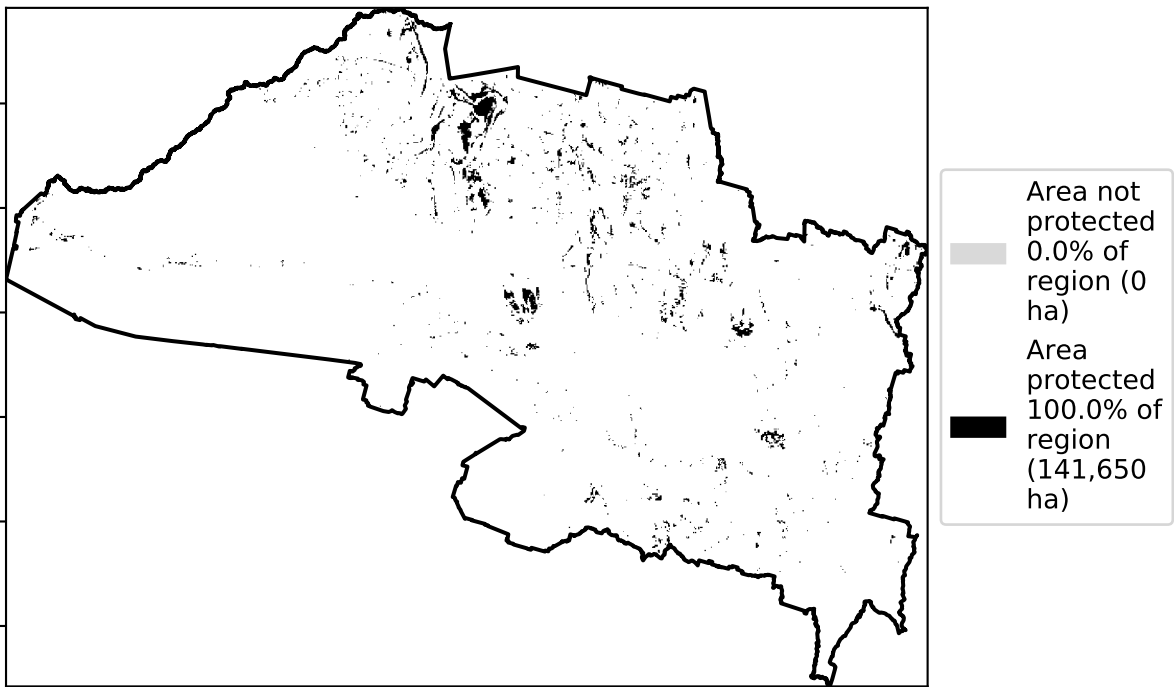 Area not
protected
0.0% of
region (0
ha)
Area
protected
100.0% of
region
(141,650
ha)